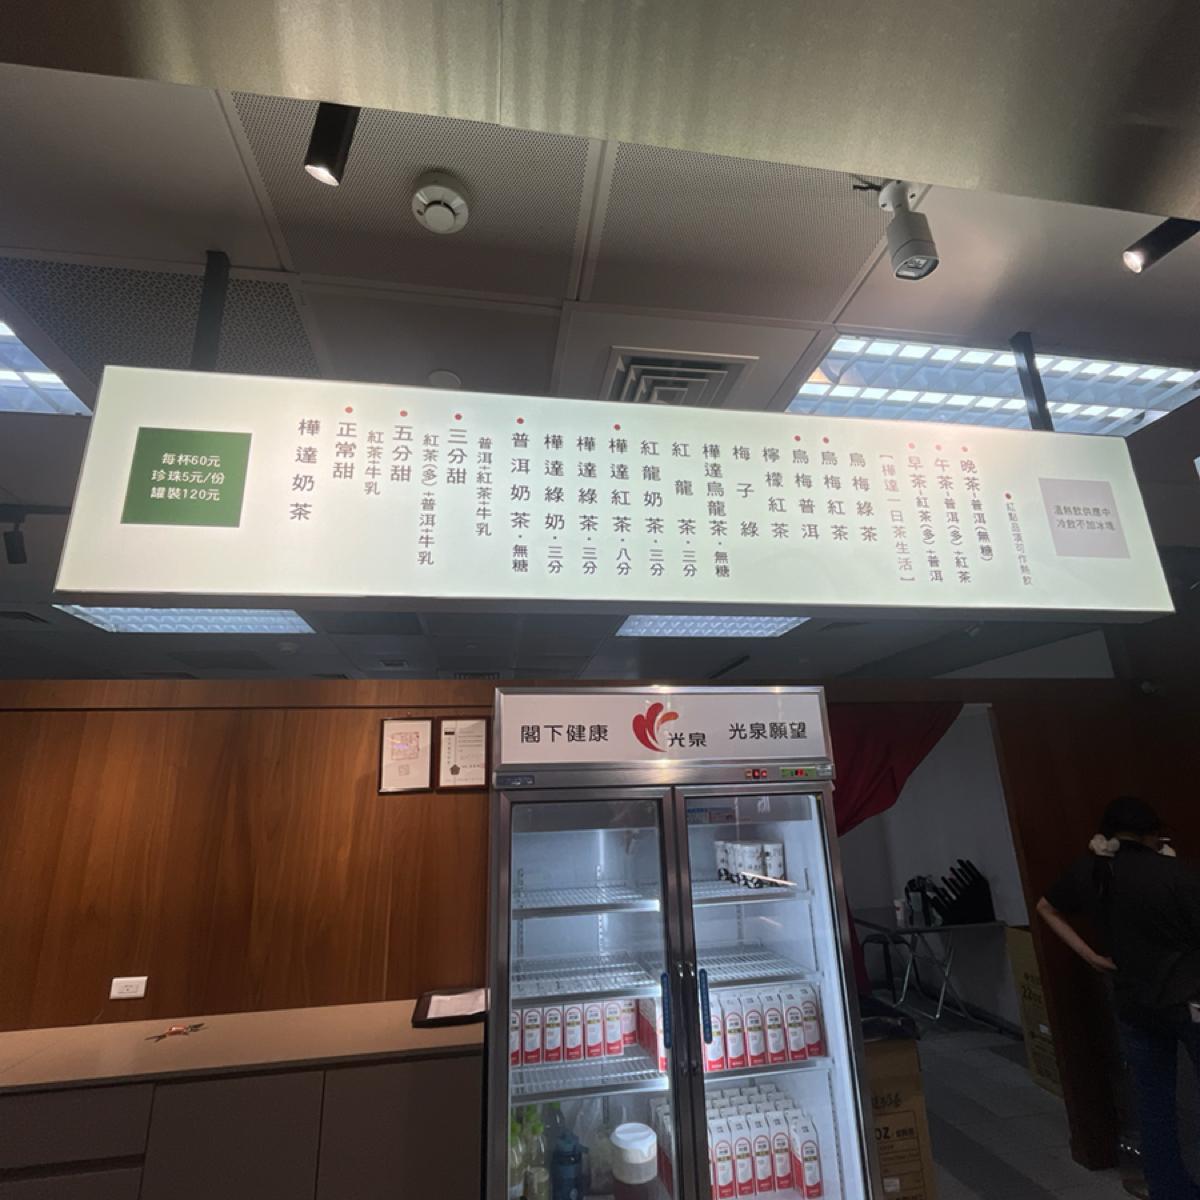 每杯60元
珍珠5元/份
罐裝120元
樺達奶茶
正常甜
紅茶+牛乳
五分甜
紅茶(多)+普洱+牛乳
三分甜
普洱+紅茶+牛乳
普洱奶茶·無糖
樺達綠奶·三分
樺達綠茶·三分
樺達紅茶·八分
紅龍奶茶·三分
紅龍茶·三分
樺達烏龍茶·無糖
梅子綠
檸檬紅茶
烏梅普洱
烏梅紅茶
烏梅綠茶
[樺達一日茶生活]
早茶-紅茶(多)+普洱
午茶-普洱(多)+紅茶
晚茶-普洱(無糖)
•紅點品項可作熱飲
溫熱飲供應中
冷飲不加冰塊
閣下健康
光泉
光泉願望